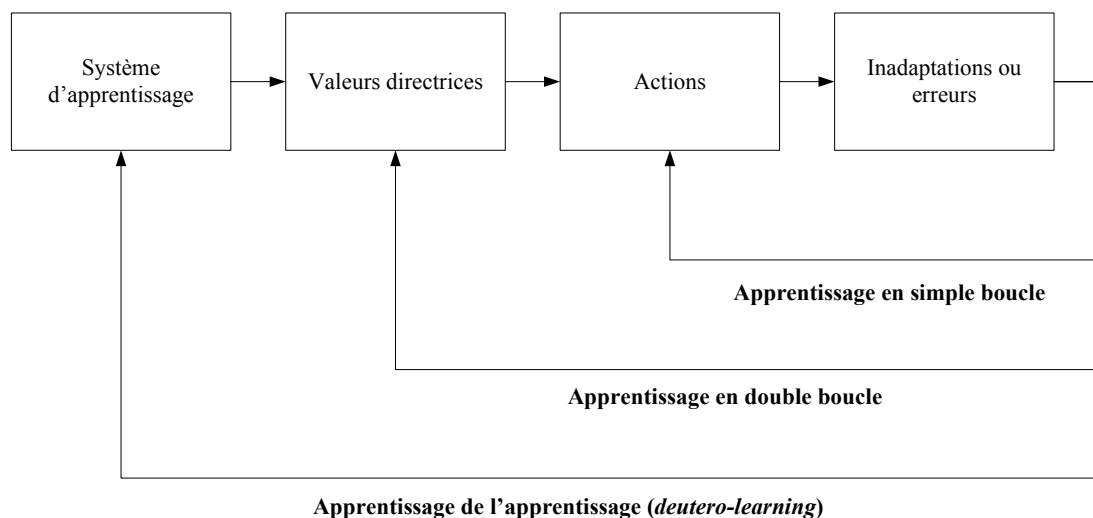 Système
d'apprentissage
Valeurs directrices
Actions
Inadaptations ou
erreurs
Apprentissage en simple boucle
Apprentissage en double boucle
Apprentissage de l'apprentissage (deutero-learning)